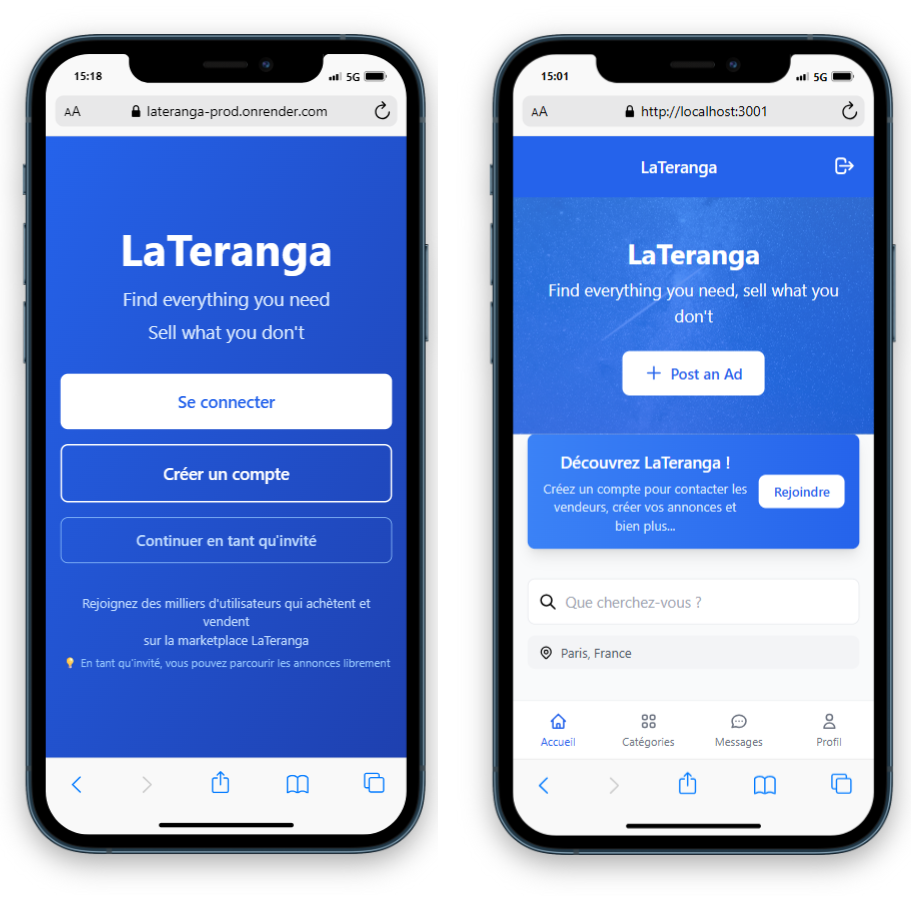 15:18
5G
AA
lateranga-prod.onrender.com
LaTeranga
Find everything you need
Sell what you don't
Se connecter
Créer un compte
Continuer en tant qu'invité
Rejoignez des milliers d'utilisateurs qui achètent et
vendent
sur la marketplace LaTeranga
💡 En tant qu'invité, vous pouvez parcourir les annonces librement
15:01
5G
AA
http://localhost:3001
LaTeranga
LaTeranga
Find everything you need, sell what you
don't
+ Post an Ad
Découvrez LaTeranga !
Créez un compte pour contacter les
vendeurs, créer vos annonces et
bien plus...
Rejoindre
Que cherchez-vous ?
Paris, France
Accueil
Catégories
Messages
Profil